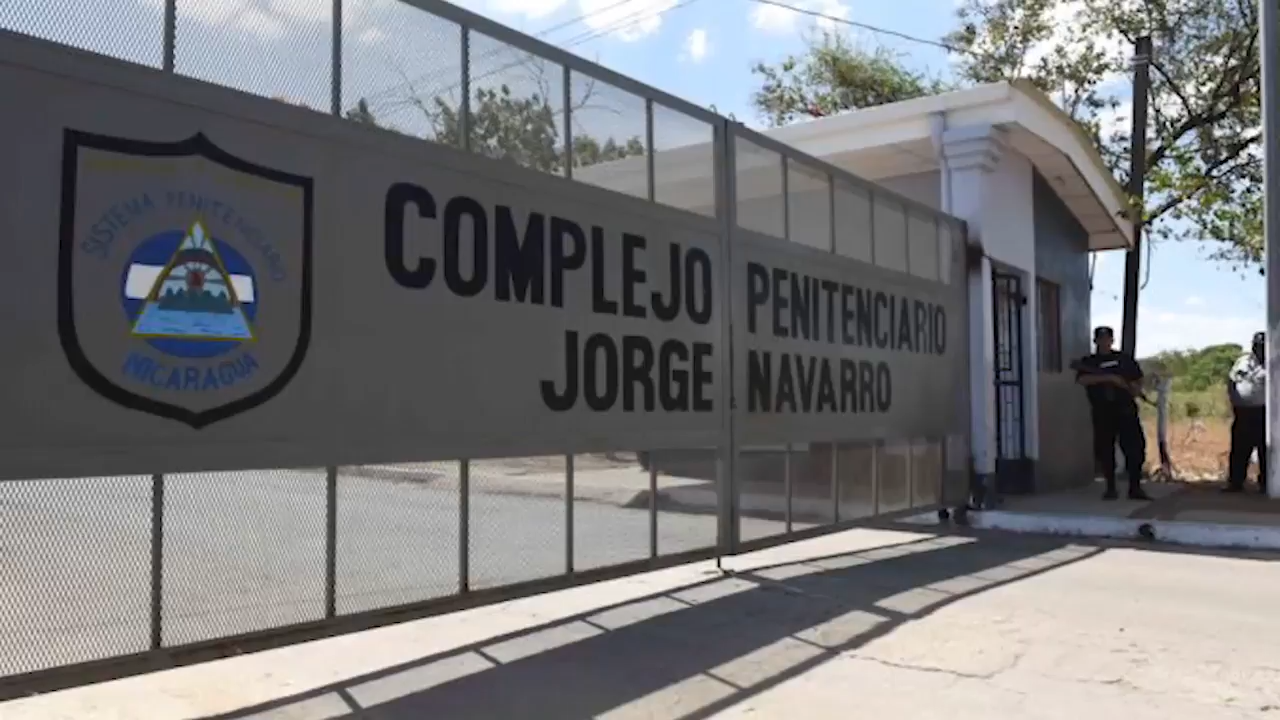 SISTEMA PENITENCIARIO
NICARAGUA
COMPLEJO PENITENCIARIO
JORGE NAVARRO